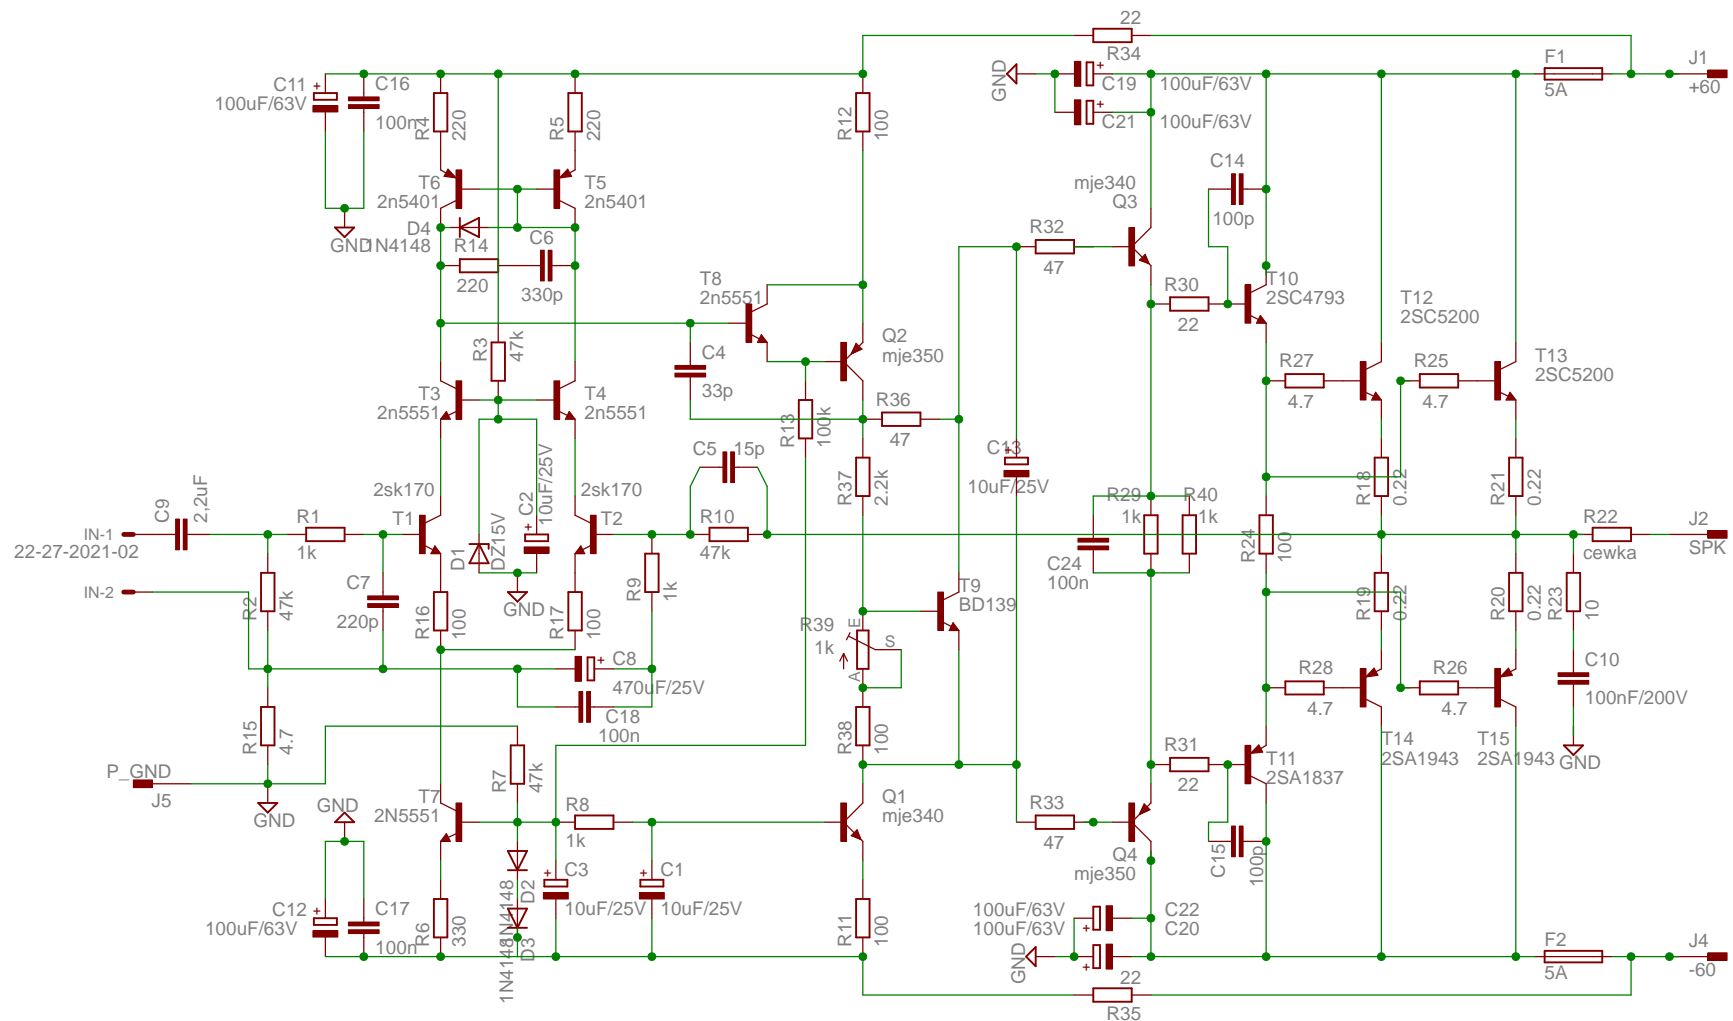 22
R34
C11
100uF/63V
C16
100n
R4
220
R5
220
R12
100
GND
C19
100uF/63V
C21
100uF/63V
F1
5A
J1
+60
T6
2n5401
T5
2n5401
D4
1N4148
GND
R14
220
C6
330p
mje340
Q3
C14
100p
R32
47
T8
2n5551
R30
22
T10
2SC4793
T12
2SC5200
T13
2SC5200
R3
47k
C4
33p
Q2
mje350
R27
4.7
R25
4.7
T3
2n5551
T4
2n5551
R13
100k
R36
47
C5
15p
C13
10uF/25V
R37
2.2k
R18
0.22
R21
0.22
C9
2,2uF
2sk170
2sk170
C2
10uF/25V
R29
1k
R40
1k
IN-1
22-27-2021-02
R1
1k
T1
D1
DZ15V
T2
R10
47k
R24
100
R22
cewka
J2
SPK
IN-2
R2
47k
C7
220p
R16
100
GND
R17
100
R9
1k
C24
100n
T9
BD139
R39
1k
E
S
A
R19
0.22
R20
0.22
R23
10
C8
470uF/25V
C18
100n
R28
4.7
R26
4.7
C10
100nF/200V
R15
4.7
R38
100
P_GND
J5
GND
GND
R7
47k
R31
22
T11
2SA1837
T14
2SA1943
T15
2SA1943
GND
T7
2N5551
R8
1k
Q1
mje340
R33
47
Q4
mje350
C15
100p
C12
100uF/63V
C17
100n
R6
330
D2
1N4148
D3
1N4148
C3
10uF/25V
C1
10uF/25V
R11
100
100uF/63V
C22
100uF/63V
C20
GND
F2
5A
J4
-60
22
R35